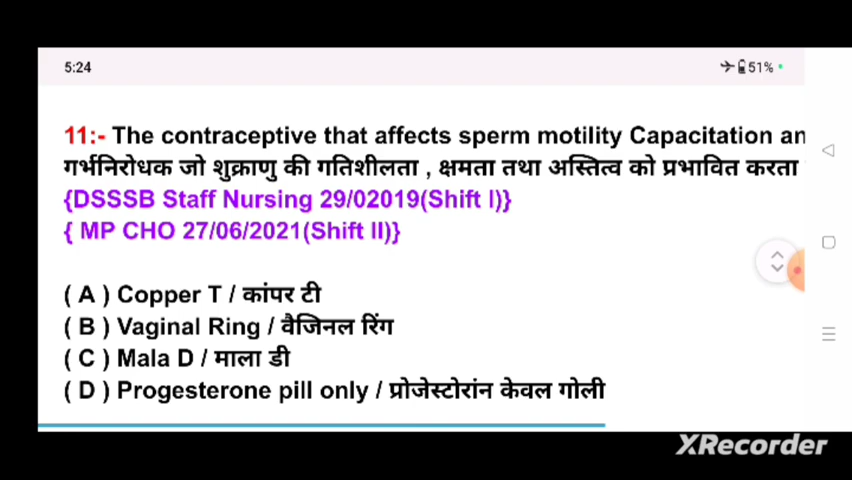 5:24
51%
11:- The contraceptive that affects sperm motility Capacitation an
गर्भनिरोधक जो शुक्राणु की गतिशीलता , क्षमता तथा अस्तित्व को प्रभावित करता
{DSSSB Staff Nursing 29/02019(Shift I)}
{ MP CHO 27/06/2021(Shift II)}
( A ) Copper T / कांपर टी
( B ) Vaginal Ring / वैजिनल रिंग
( C ) Mala D / माला डी
( D ) Progesterone pill only / प्रोजेस्टोरांन केवल गोली
XRecorder